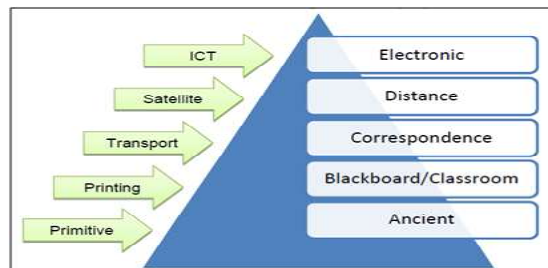 ICT
Electronic
Satellite
Distance
Transport
Correspondence
Printing
Blackboard/Classroom
Primitive
Ancient